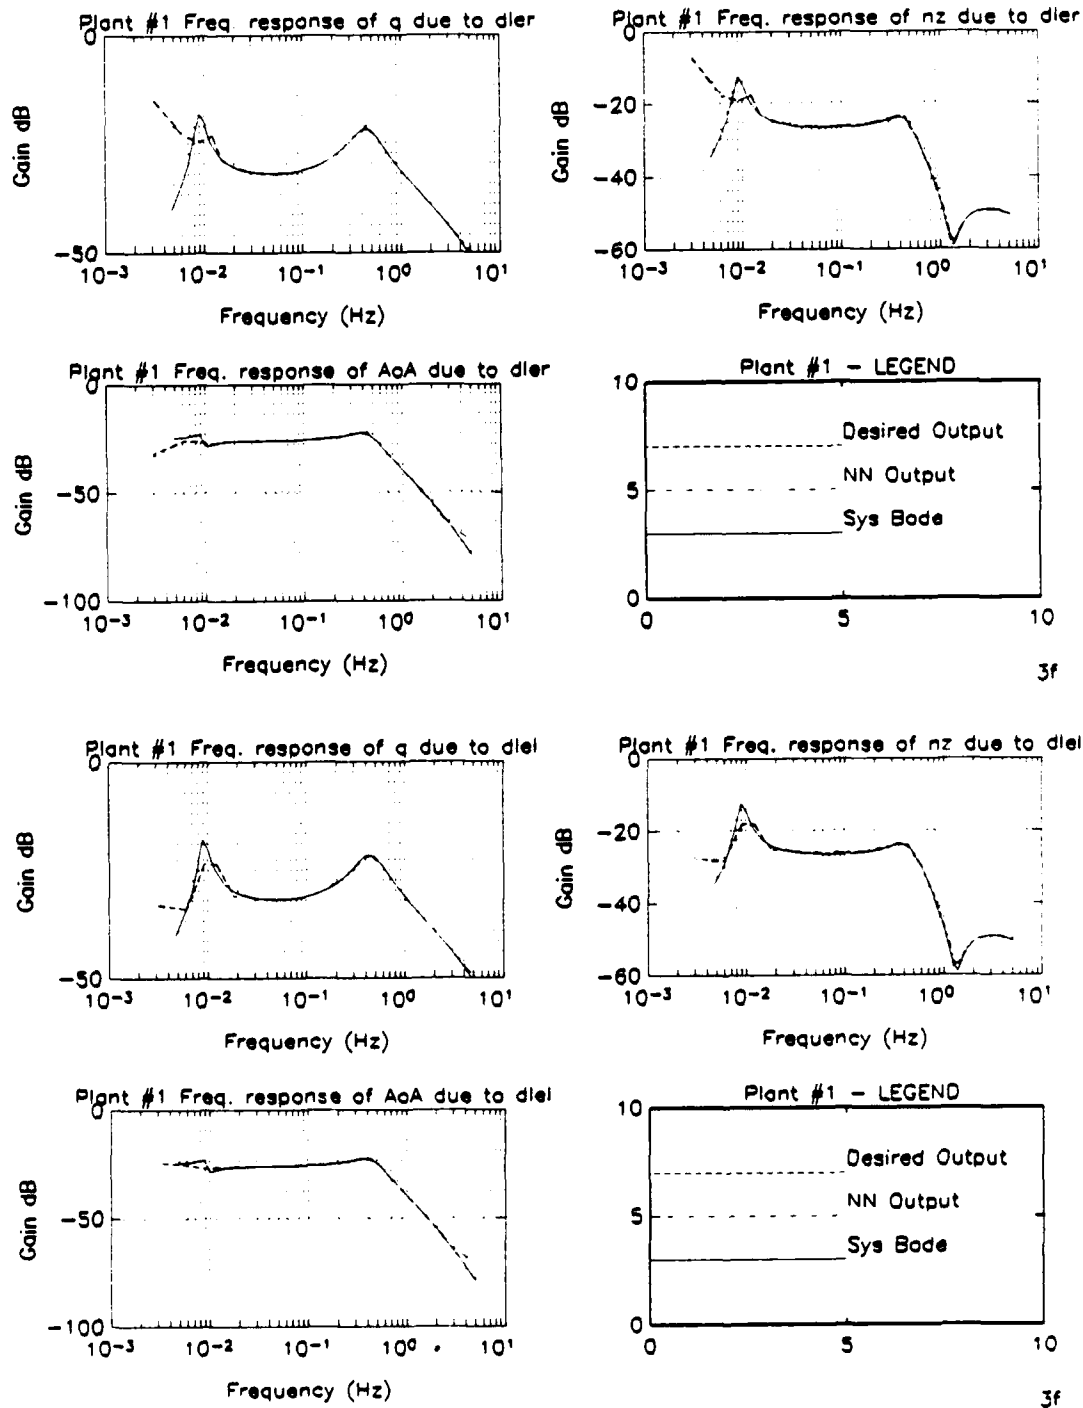 Plant #1 Freq. response of q due to dler
Gain dB
0
-50
10-3 10-2 10-1 100 101
Frequency (Hz)
Plant #1 Freq. response of nz due to dler
Gain dB
0
-20
-40
-60
10-3 10-2 10-1 100 101
Frequency (Hz)
Plant #1 Freq. response of AoA due to dler
Gain dB
0
-50
-100
10-3 10-2 10-1 100 101
Frequency (Hz)
Plant #1 - LEGEND
10
5
0
Desired Output
NN Output
Sys Bode
0 5 10
3f
Plant #1 Freq. response of q due to dlel
Gain dB
0
-50
10-3 10-2 10-1 100 101
Frequency (Hz)
Plant #1 Freq. response of nz due to dlel
Gain dB
0
-20
-40
-60
10-3 10-2 10-1 100 101
Frequency (Hz)
Plant #1 Freq. response of AoA due to dlel
Gain dB
0
-50
-100
10-3 10-2 10-1 100 101
Frequency (Hz)
Plant #1 - LEGEND
10
5
0
Desired Output
NN Output
Sys Bode
0 5 10
3f